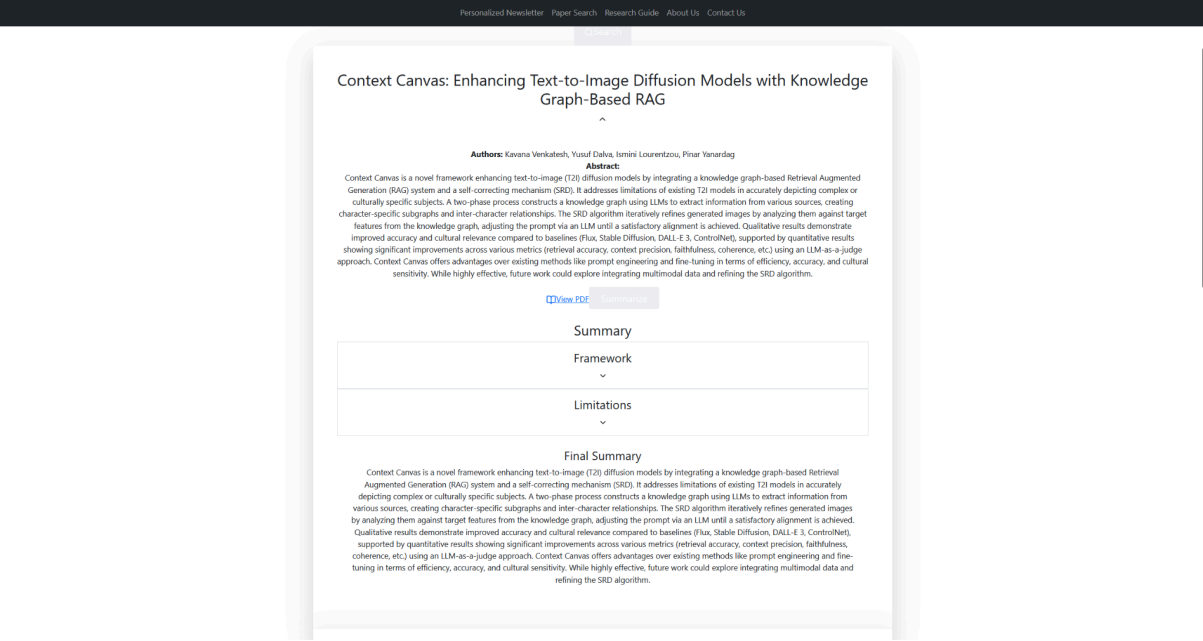 Personalized Newsletter Paper Search Research Guide About Us Contact Us
Search
Context Canvas: Enhancing Text-to-Image Diffusion Models with Knowledge
Graph-Based RAG
Authors: Kavana Venkatesh, Yusuf Dalva, Ismini Lourentzou, Pinar Yanardag
Abstract:
Context Canvas is a novel framework enhancing text-to-image (T2I) diffusion models by integrating a knowledge graph-based Retrieval Augmented
Generation (RAG) system and a self-correcting mechanism (SRD). It addresses limitations of existing T2I models in accurately depicting complex or
culturally specific subjects. A two-phase process constructs a knowledge graph using LLMs to extract information from various sources, creating
character-specific subgraphs and inter-character relationships. The SRD algorithm iteratively refines generated images by analyzing them against target
features from the knowledge graph, adjusting the prompt via an LLM until a satisfactory alignment is achieved. Qualitative results demonstrate
improved accuracy and cultural relevance compared to baselines (Flux, Stable Diffusion, DALL-E 3, ControlNet), supported by quantitative results
showing significant improvements across various metrics (retrieval accuracy, context precision, faithfulness, coherence, etc.) using an LLM-as-a-judge
approach. Context Canvas offers advantages over existing methods like prompt engineering and fine-tuning in terms of efficiency, accuracy, and cultural
sensitivity. While highly effective, future work could explore integrating multimodal data and refining the SRD algorithm.
View PDF Summarize
Summary
Framework
Limitations
Final Summary
Context Canvas is a novel framework enhancing text-to-image (T2I) diffusion models by integrating a knowledge graph-based Retrieval
Augmented Generation (RAG) system and a self-correcting mechanism (SRD). It addresses limitations of existing T2I models in accurately
depicting complex or culturally specific subjects. A two-phase process constructs a knowledge graph using LLMs to extract information from
various sources, creating character-specific subgraphs and inter-character relationships. The SRD algorithm iteratively refines generated images
by analyzing them against target features from the knowledge graph, adjusting the prompt via an LLM until a satisfactory alignment is achieved.
Qualitative results demonstrate improved accuracy and cultural relevance compared to baselines (Flux, Stable Diffusion, DALL-E 3, ControlNet),
supported by quantitative results showing significant improvements across various metrics (retrieval accuracy, context precision, faithfulness,
coherence, etc.) using an LLM-as-a-judge approach. Context Canvas offers advantages over existing methods like prompt engineering and fine-
tuning in terms of efficiency, accuracy, and cultural sensitivity. While highly effective, future work could explore integrating multimodal data and
refining the SRD algorithm.